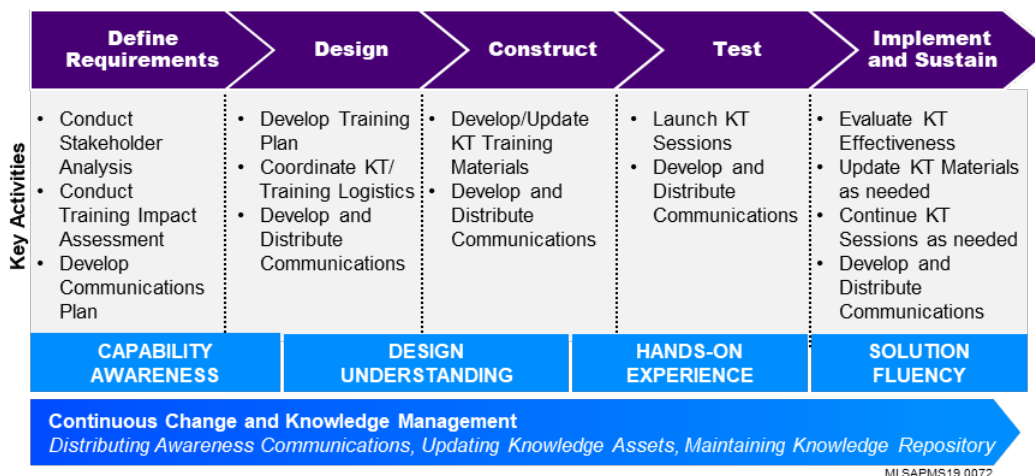 Define
Requirements
Design
Construct
Test
Implement
and Sustain
Key Activities
• Conduct
Stakeholder
Analysis
• Conduct
Training Impact
Assessment
• Develop
Communications
Plan
• Develop Training
Plan
• Coordinate KT/
Training Logistics
• Develop and
Distribute
Communications
• Develop/Update
KT Training
Materials
• Develop and
Distribute
Communications
• Launch KT
Sessions
• Develop and
Distribute
Communications
• Evaluate KT
Effectiveness
• Update KT Materials
as needed
• Continue KT
Sessions as needed
• Develop and
Distribute
Communications
CAPABILITY
AWARENESS
DESIGN
UNDERSTANDING
HANDS-ON
EXPERIENCE
SOLUTION
FLUENCY
Continuous Change and Knowledge Management
Distributing Awareness Communications, Updating Knowledge Assets, Maintaining Knowledge Repository
MLSAPMS19 0072